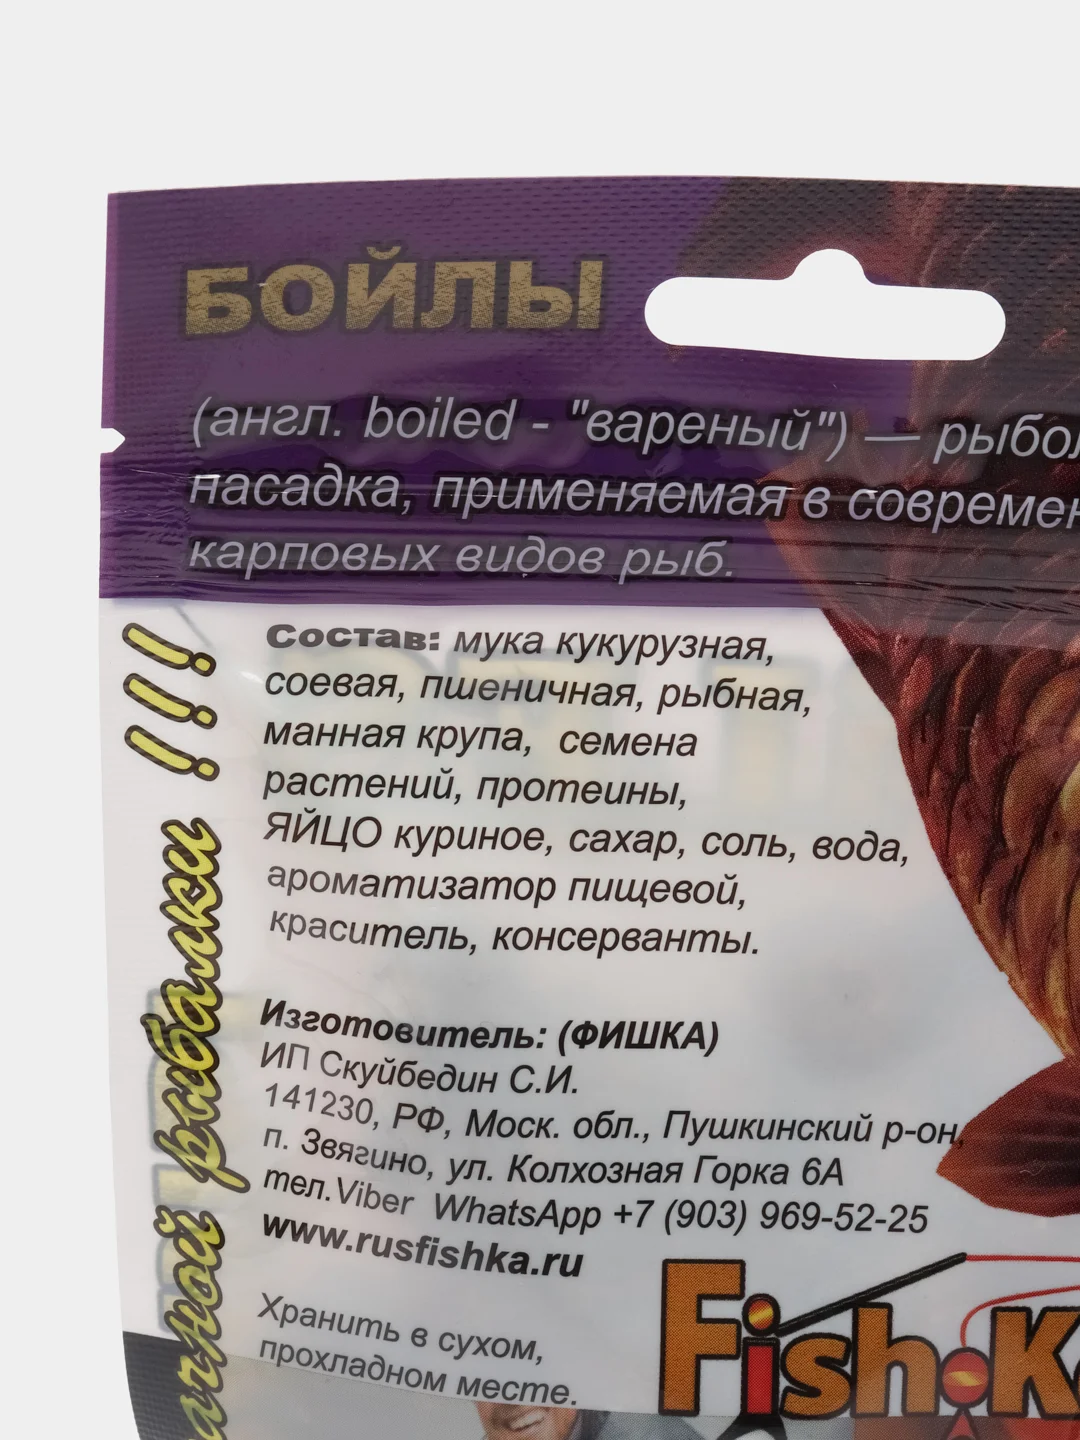 БОЙЛЫ
(англ. boiled - "вареный") —
насадка, применяемая в
карповых видов рыб.
Состав: мука кукурузная,
соевая, пшеничная, рыбная,
манная крупа, семена
растений, протеины,
ЯЙЦО куриное, сахар, соль, вода,
ароматизатор пищевой,
краситель, консерванты.
Изготовитель: (ФИШКА)
ИП Скуйбедин С.И.
141230, РФ, Моск. обл., Пушкинский р-он,
п. Звягино, ул. Колхозная Горка 6А
тел.Viber WhatsApp +7 (903) 969-52-25
www.rusfishka.ru
Хранить в сухом,
прохладном месте.
рыбалки !!!
Fish